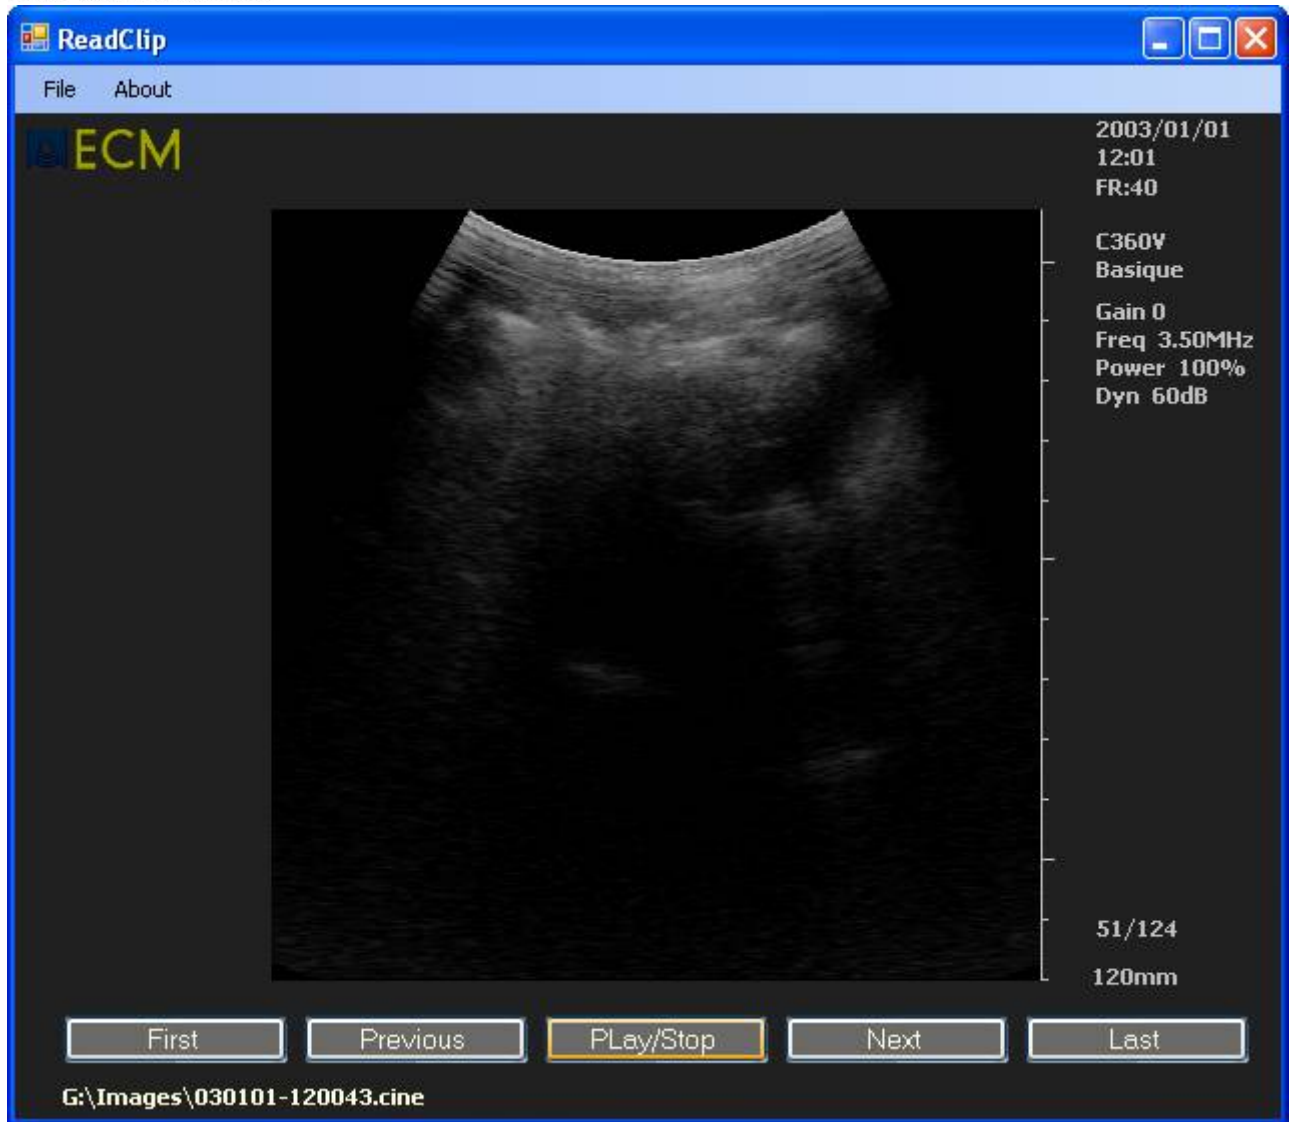 ReadClip
File About
ECM
2003/01/01
12:01
FR:40
C360V
Basique
Gain 0
Freq 3.50MHz
Power 100%
Dyn 60dB
51/124
120mm
First Previous PLay/Stop Next Last
G:\Images\030101-120043.cine